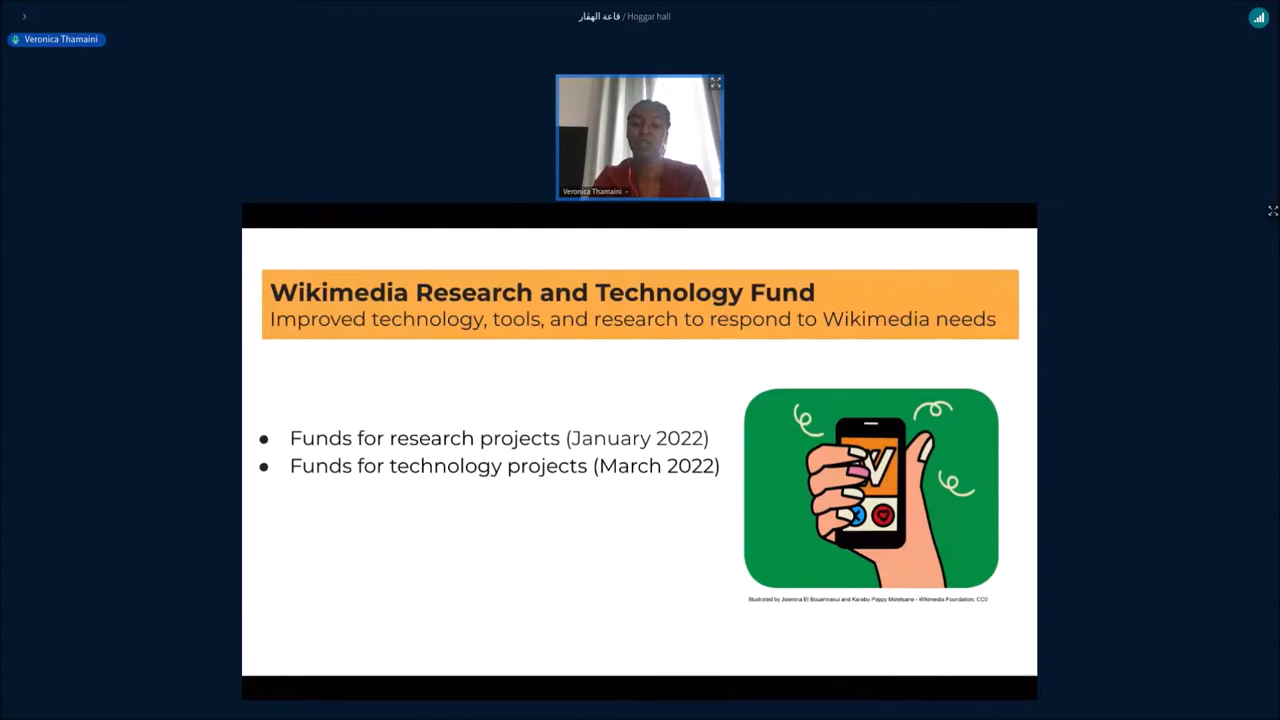 قاعة الهڨار / Hoggar hall
Veronica Thamaini
Veronica Thamaini
Wikimedia Research and Technology Fund
Improved technology, tools, and research to respond to Wikimedia needs
● Funds for research projects (January 2022)
● Funds for technology projects (March 2022)
W
Illustrated by Jasmina El Bouamraoui and Karabo Poppy Moletsane - Wikimedia Foundation, CC0